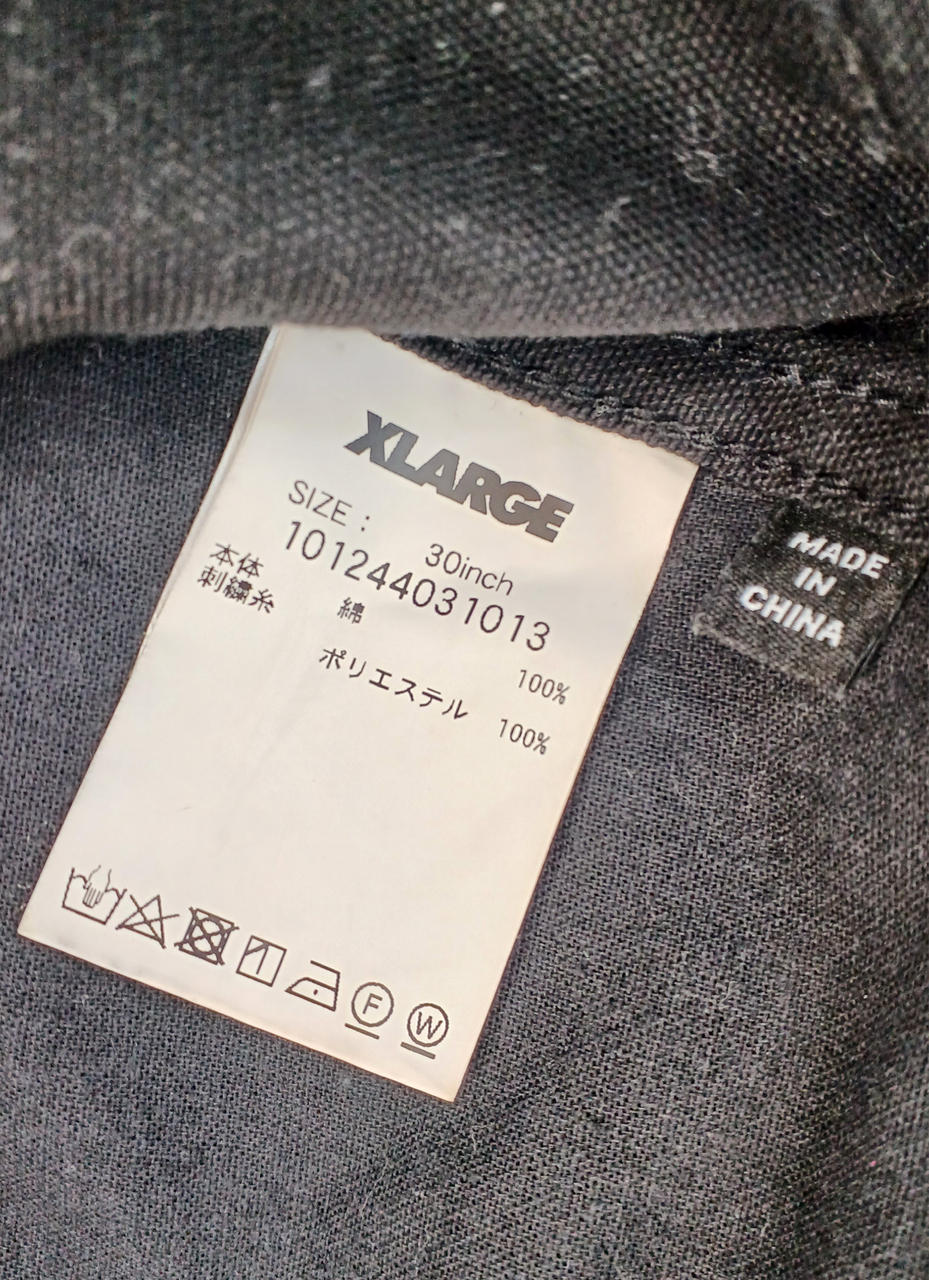 XLARGE
SIZE :
30inch
101244031013
本体 綿 100%
刺繍糸 ポリエステル 100%
F
W
MADE
IN
CHINA